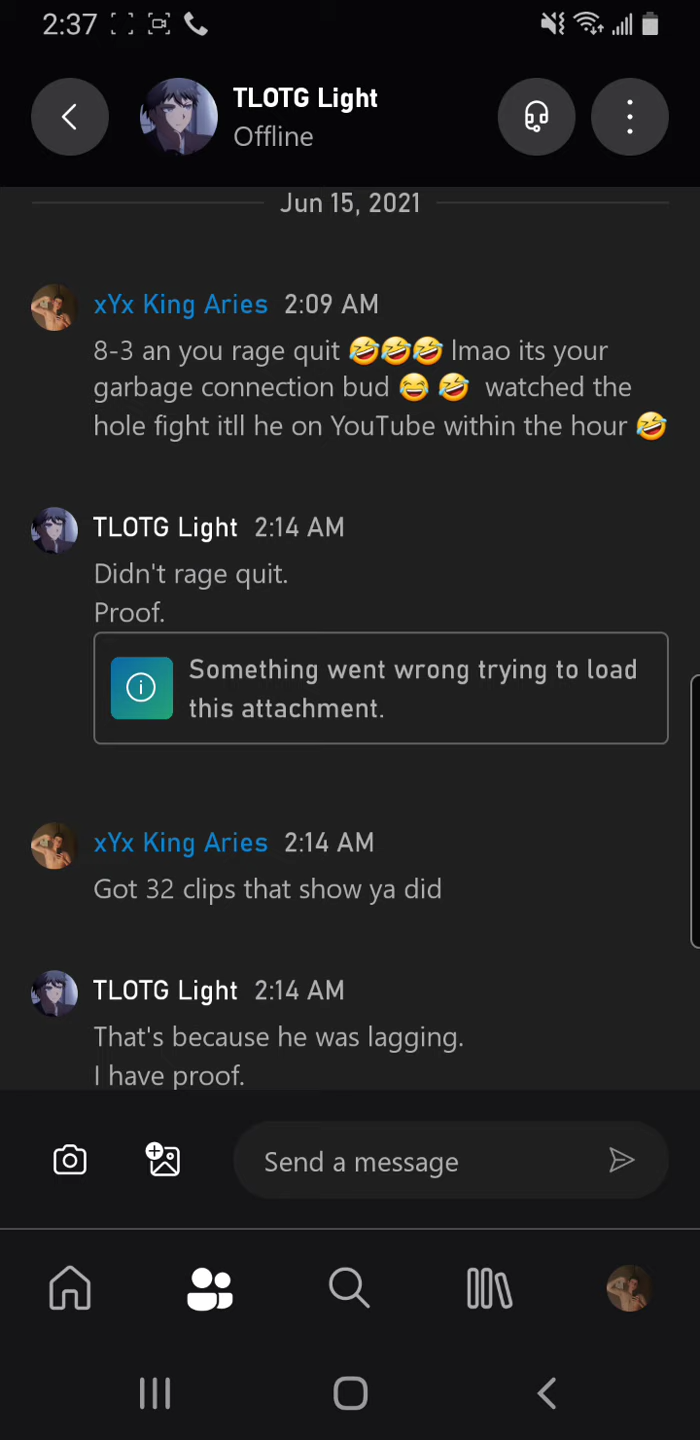 2:37
TLOTG Light
Offline
Jun 15, 2021
xYx King Aries 2:09 AM
8-3 an you rage quit 🤣🤣🤣 lmao its your
garbage connection bud 😂 🤣 watched the
hole fight itll he on YouTube within the hour 🤣
TLOTG Light 2:14 AM
Didn't rage quit.
Proof.
Something went wrong trying to load
this attachment.
xYx King Aries 2:14 AM
Got 32 clips that show ya did
TLOTG Light 2:14 AM
That's because he was lagging.
I have proof.
Send a message